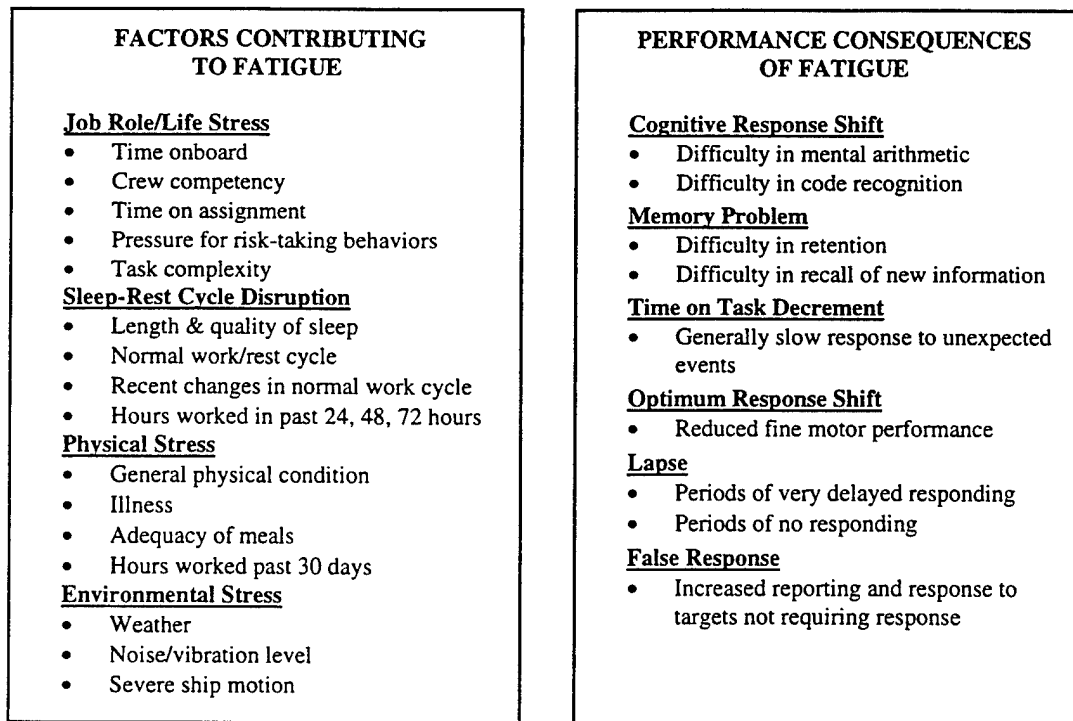 FACTORS CONTRIBUTING
TO FATIGUE
Job Role/Life Stress
• Time onboard
• Crew competency
• Time on assignment
• Pressure for risk-taking behaviors
• Task complexity
Sleep-Rest Cycle Disruption
• Length & quality of sleep
• Normal work/rest cycle
• Recent changes in normal work cycle
• Hours worked in past 24, 48, 72 hours
Physical Stress
• General physical condition
• Illness
• Adequacy of meals
• Hours worked past 30 days
Environmental Stress
• Weather
• Noise/vibration level
• Severe ship motion
PERFORMANCE CONSEQUENCES
OF FATIGUE
Cognitive Response Shift
• Difficulty in mental arithmetic
• Difficulty in code recognition
Memory Problem
• Difficulty in retention
• Difficulty in recall of new information
Time on Task Decrement
• Generally slow response to unexpected
events
Optimum Response Shift
• Reduced fine motor performance
Lapse
• Periods of very delayed responding
• Periods of no responding
False Response
• Increased reporting and response to
targets not requiring response